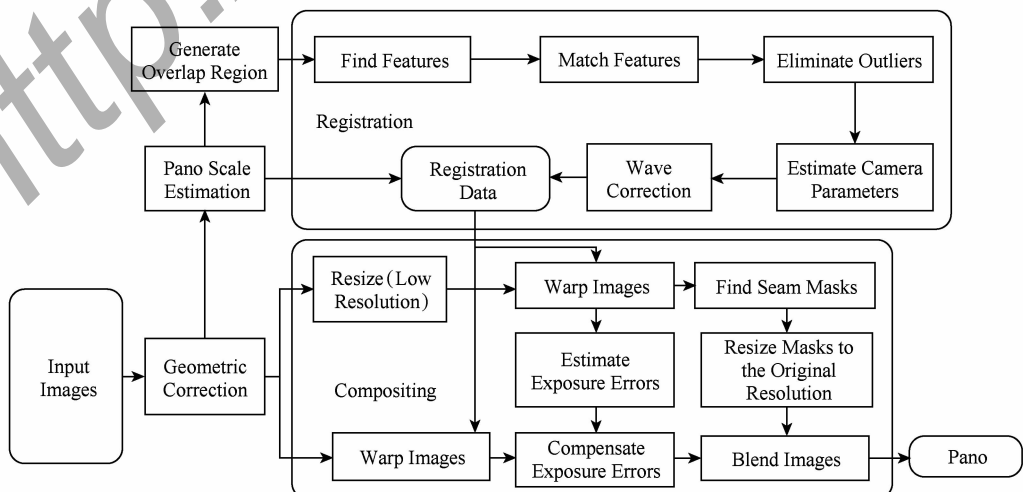 http:
Generate
Overlap Region
Find Features
Match Features
Eliminate Outliers
Registration
Pano Scale
Estimation
Registration
Data
Wave
Correction
Estimate Camera
Parameters
Resize (Low
Resolution)
Warp Images
Find Seam Masks
Input
Images
Geometric
Correction
Estimate
Exposure Errors
Resize Masks to
the Original
Resolution
Compositing
Warp Images
Compensate
Exposure Errors
Blend Images
Pano